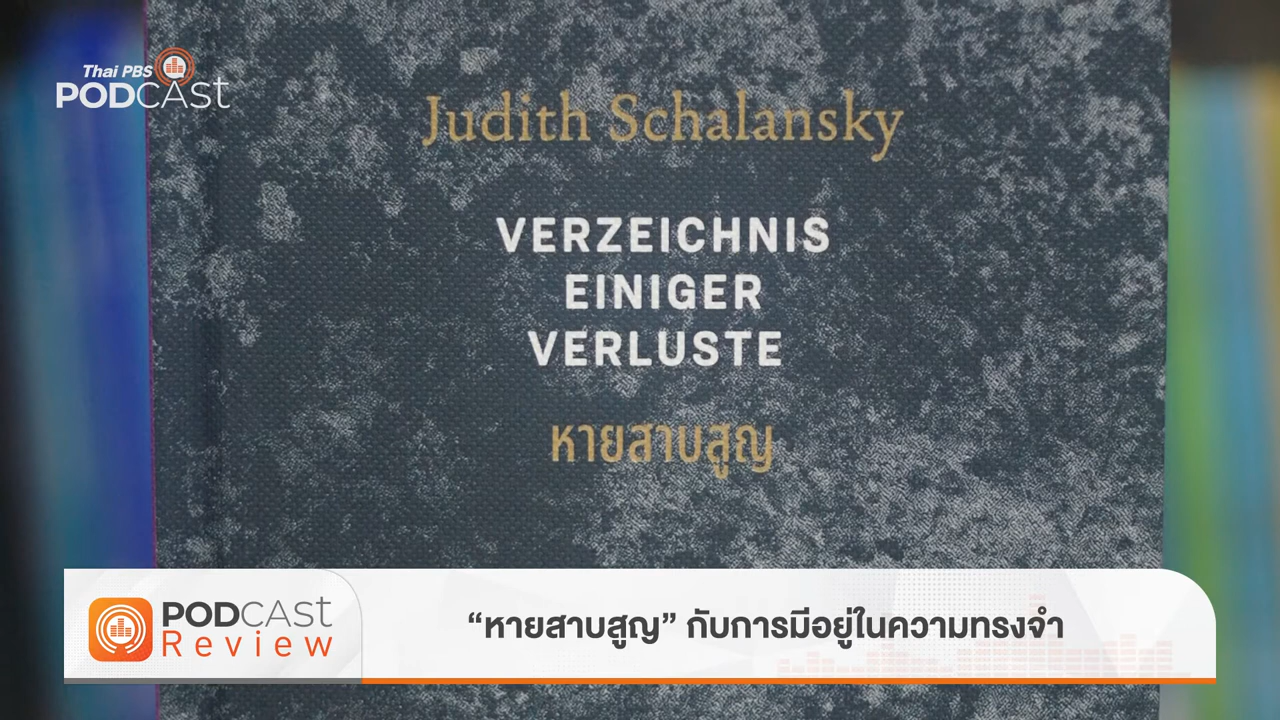 Thai PBS
PODCAST
Judith Schalansky
VERZEICHNIS
EINIGER
VERLUSTE
หายสาบสูญ
PODCAST
Review
“หายสาบสูญ” กับการมีอยู่ในความทรงจำ